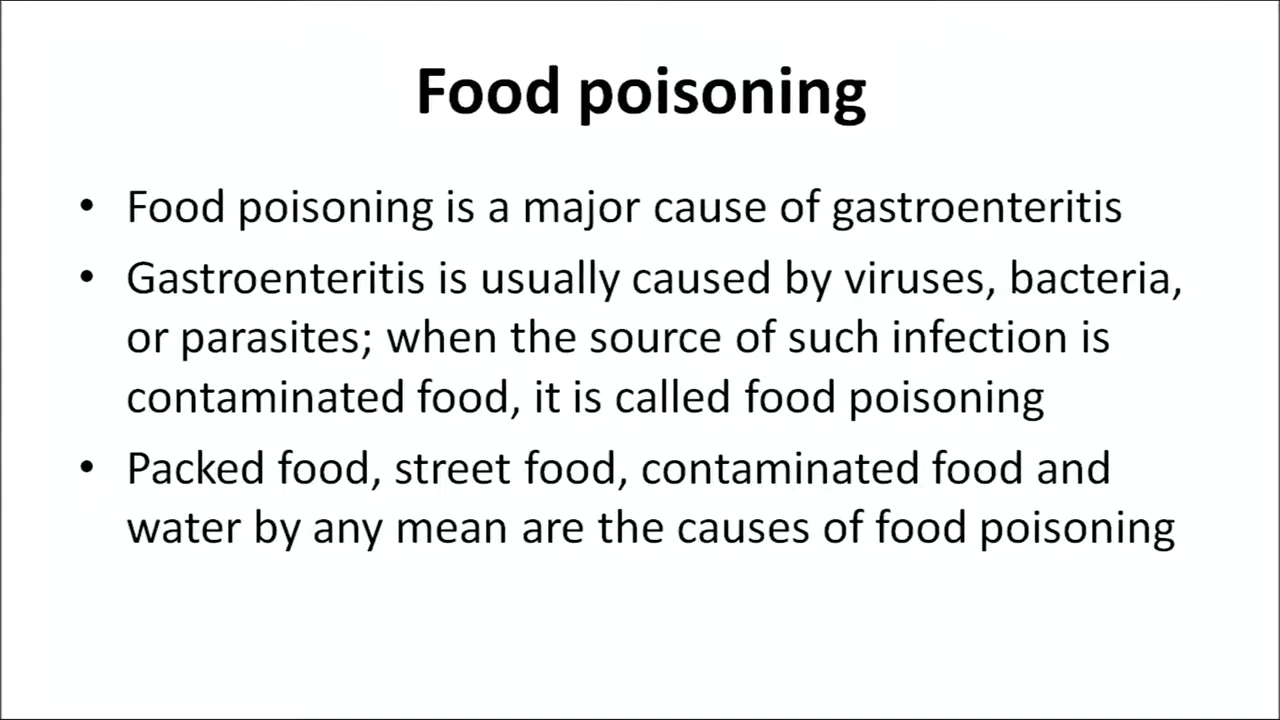 Food poisoning
• Food poisoning is a major cause of gastroenteritis
• Gastroenteritis is usually caused by viruses, bacteria,
or parasites; when the source of such infection is
contaminated food, it is called food poisoning
• Packed food, street food, contaminated food and
water by any mean are the causes of food poisoning